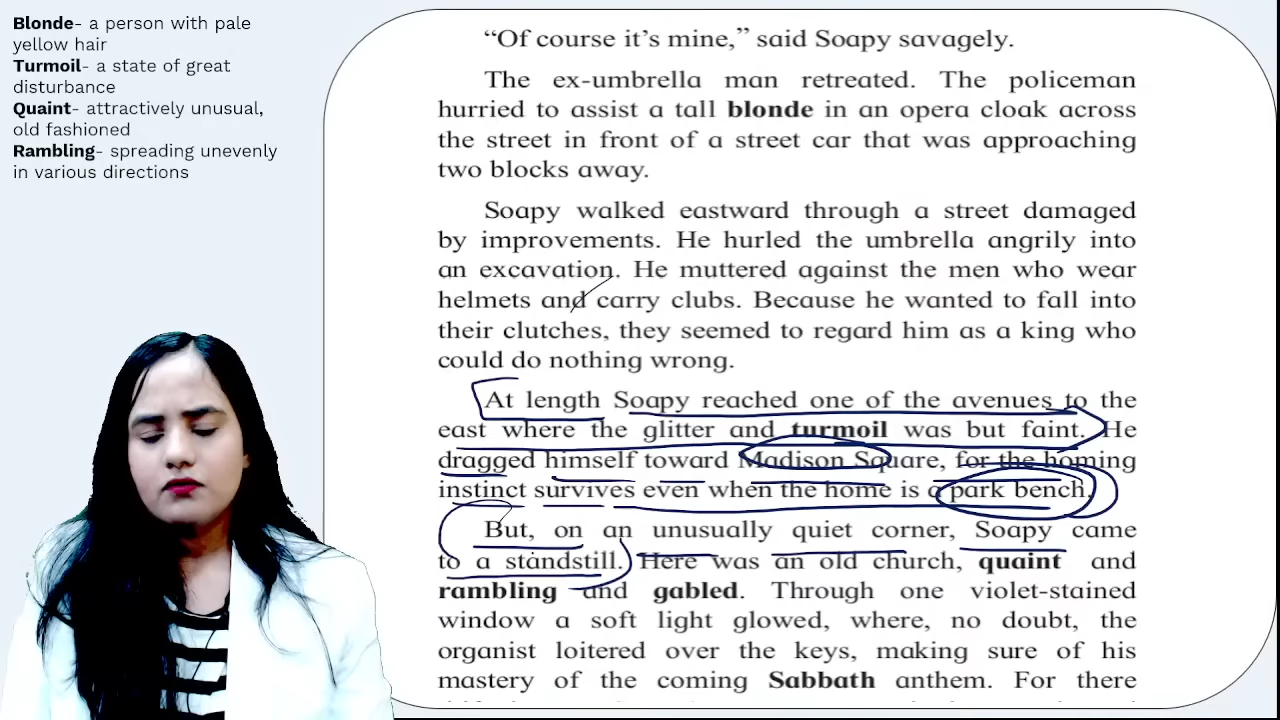 Blonde- a person with pale
yellow hair
Turmoil- a state of great
disturbance
Quaint- attractively unusual,
old fashioned
Rambling- spreading unevenly
in various directions
“Of course it’s mine,” said Soapy savagely.
The ex-umbrella man retreated. The policeman
hurried to assist a tall blonde in an opera cloak across
the street in front of a street car that was approaching
two blocks away.
Soapy walked eastward through a street damaged
by improvements. He hurled the umbrella angrily into
an excavation. He muttered against the men who wear
helmets and carry clubs. Because he wanted to fall into
their clutches, they seemed to regard him as a king who
could do nothing wrong.
At length Soapy reached one of the avenues to the
east where the glitter and turmoil was but faint. He
dragged himself toward Madison Square, for the homing
instinct survives even when the home is a park bench.
But, on an unusually quiet corner, Soapy came
to a standstill. Here was an old church, quaint and
rambling and gabled. Through one violet-stained
window a soft light glowed, where, no doubt, the
organist loitered over the keys, making sure of his
mastery of the coming Sabbath anthem. For there